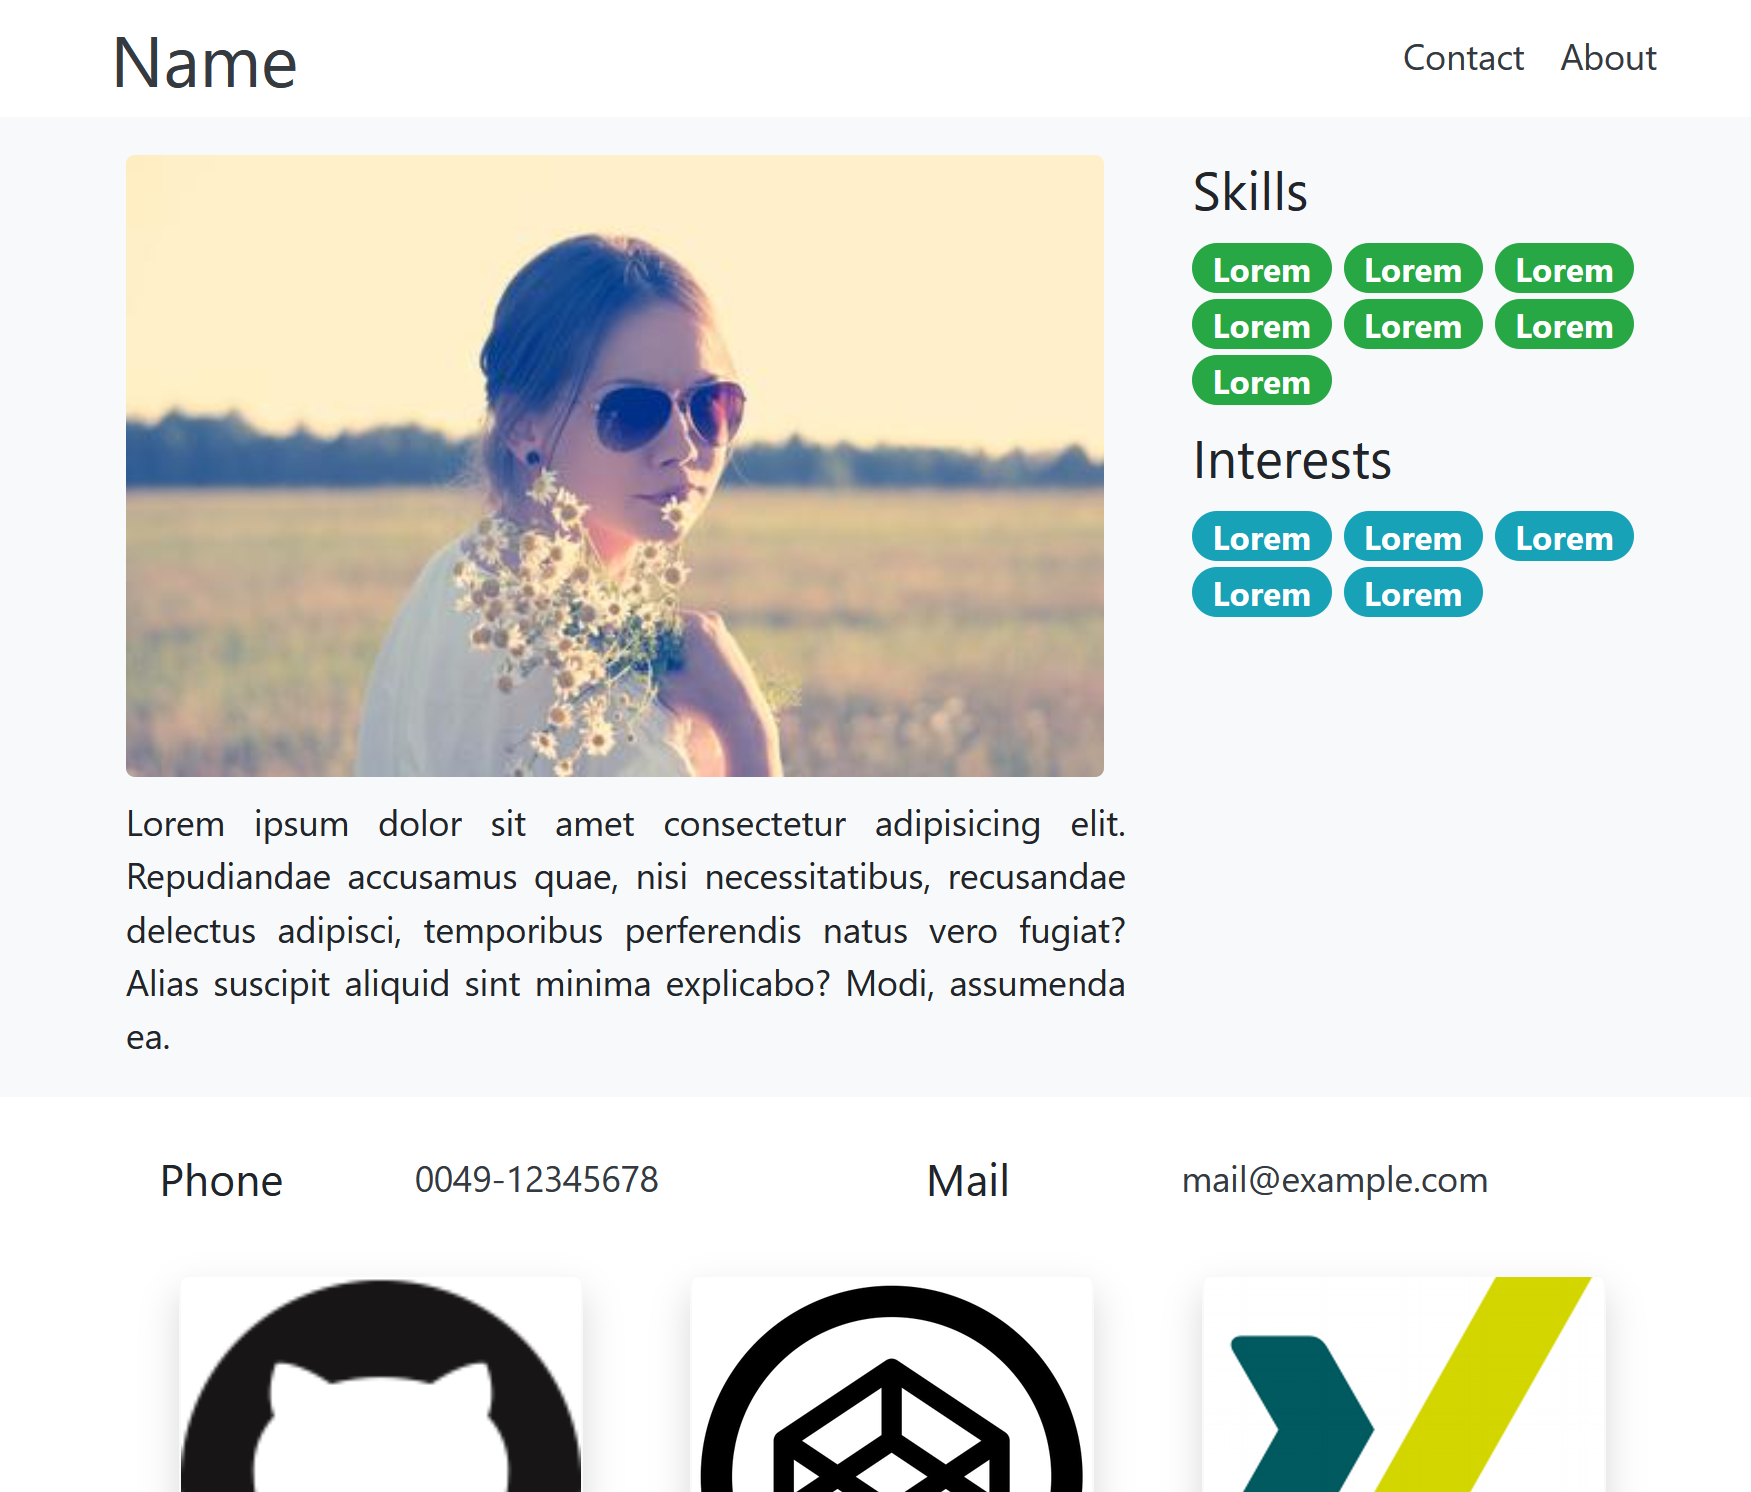 Name
Contact About
Skills
Lorem Lorem Lorem
Lorem Lorem Lorem
Lorem
Interests
Lorem Lorem Lorem
Lorem Lorem
Lorem ipsum dolor sit amet consectetur adipisicing elit.
Repudiandae accusamus quae, nisi necessitatibus, recusandae
delectus adipisci, temporibus perferendis natus vero fugiat?
Alias suscipit aliquid sint minima explicabo? Modi, assumenda
ea.
Phone 0049-12345678 Mail mail@example.com